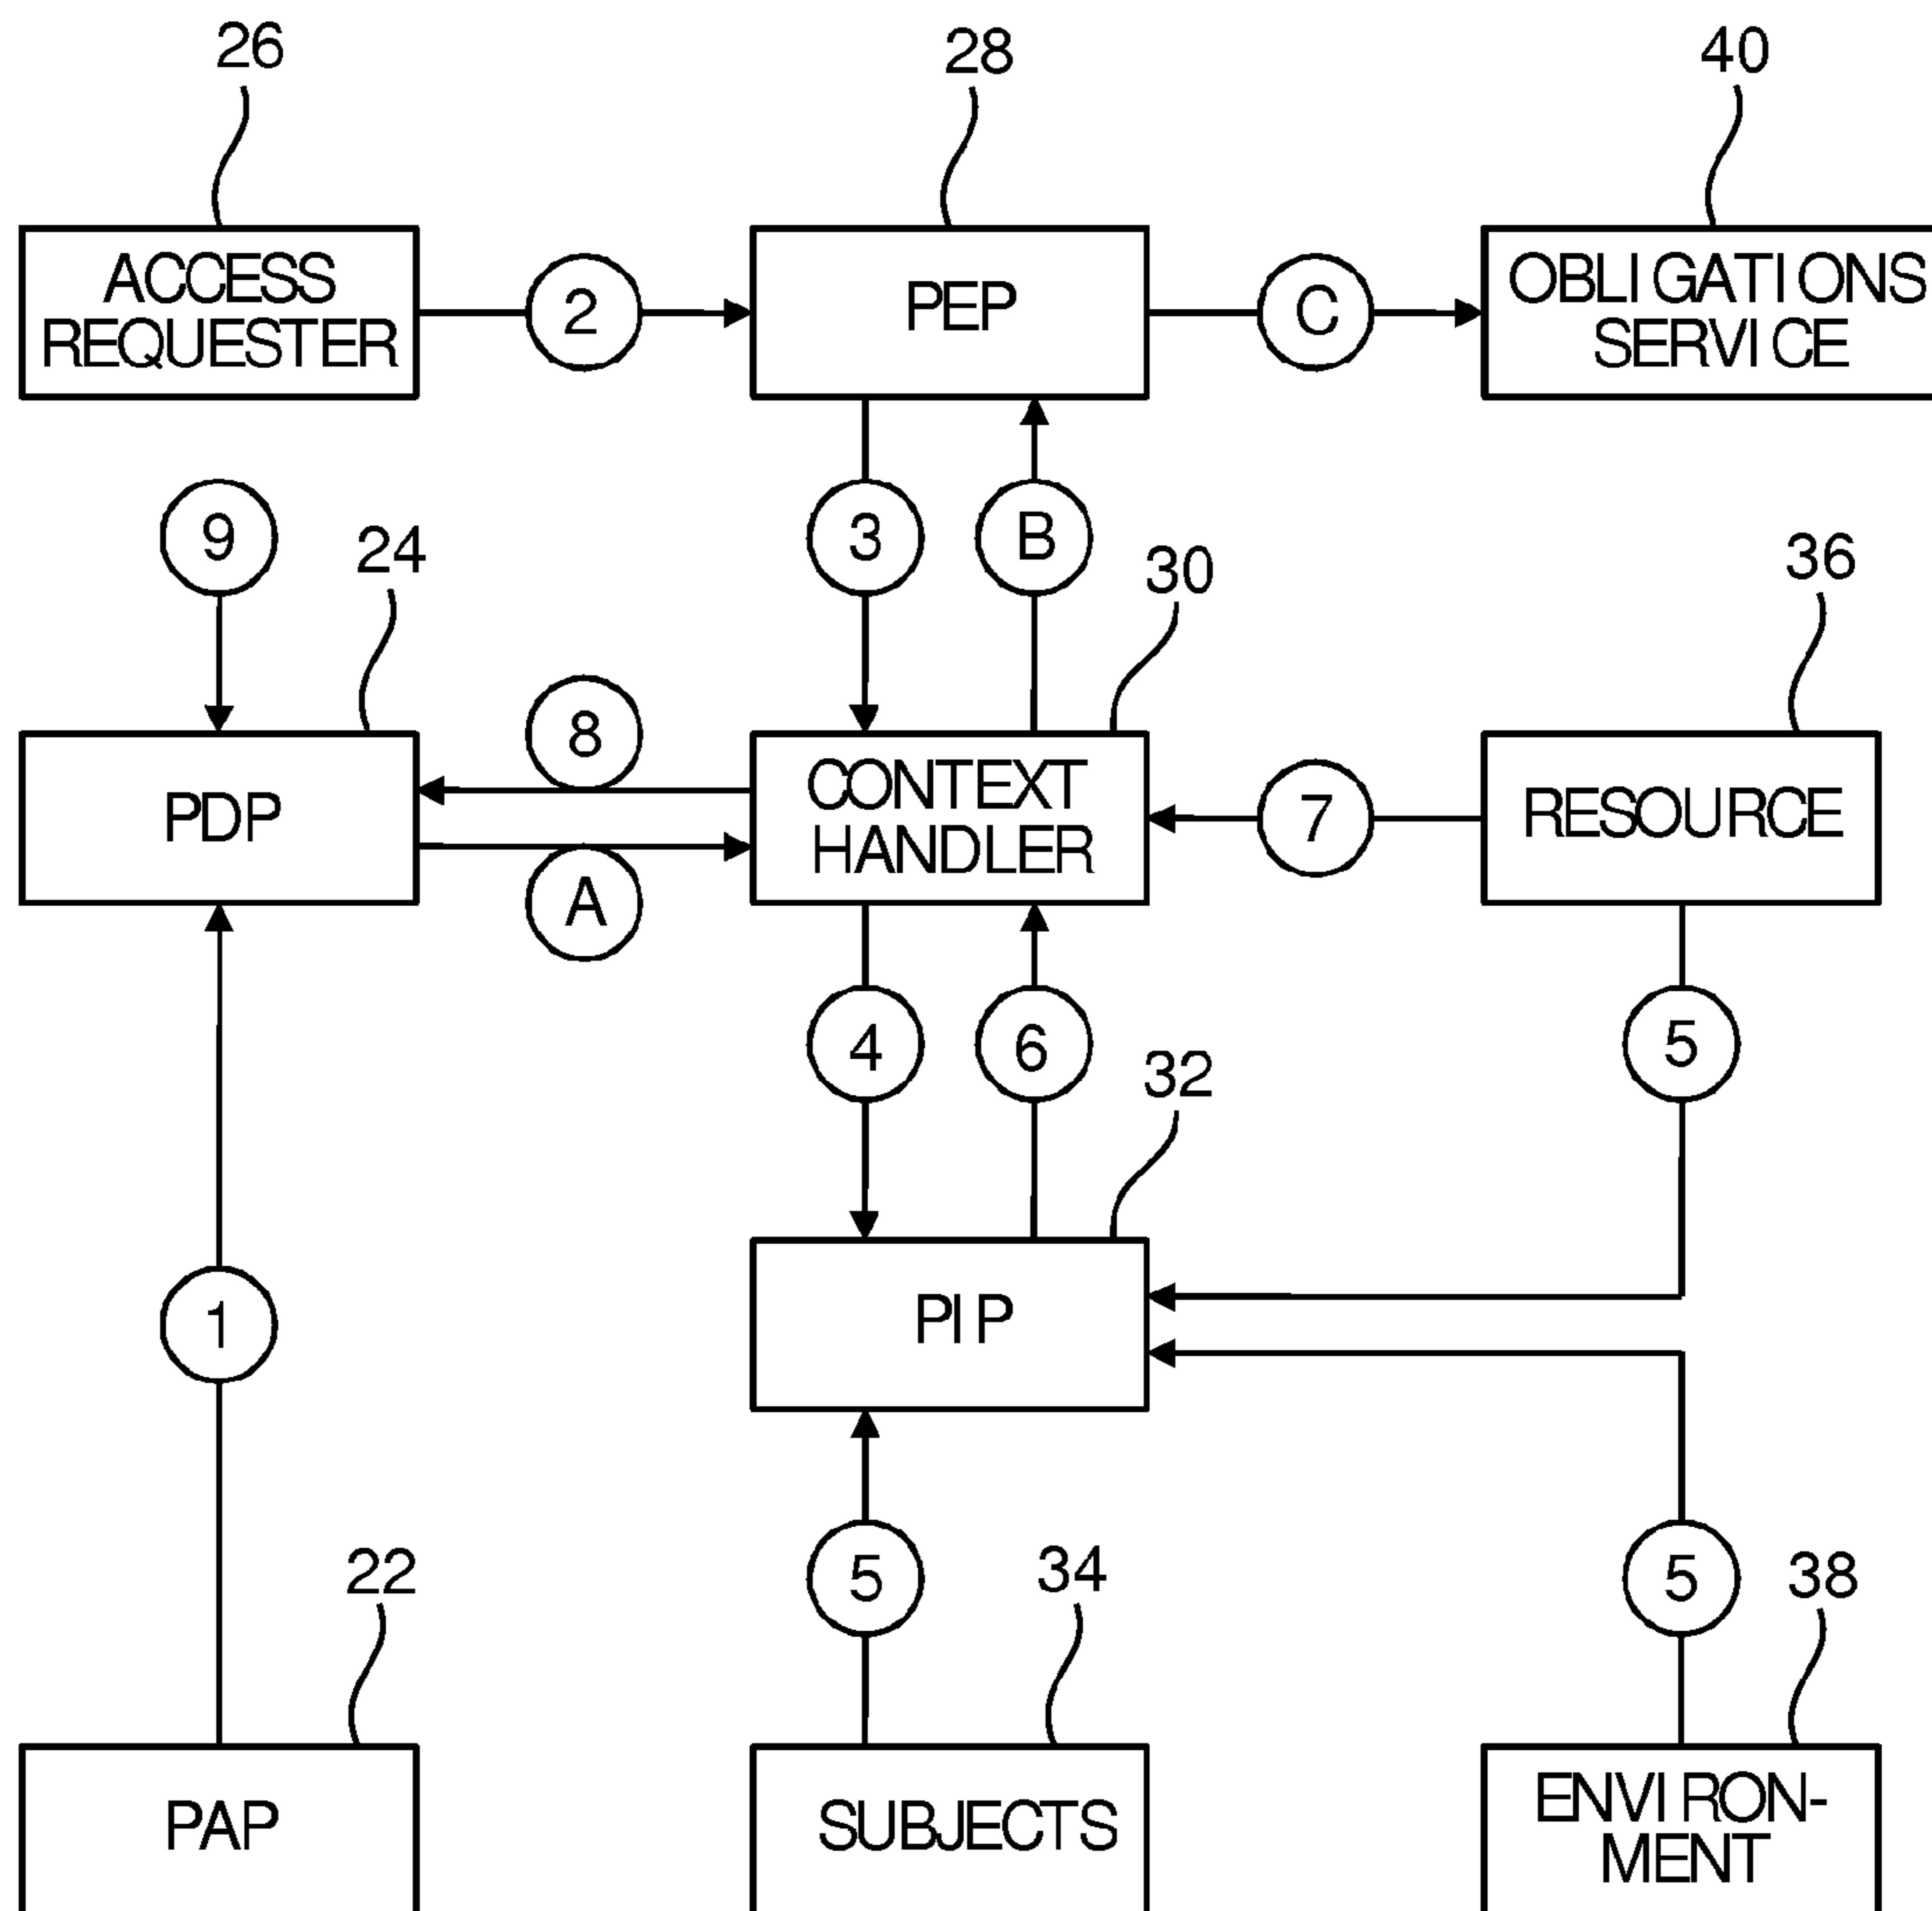 26
28
40
ACCESS
REQUESTER
2
PEP
C
OBLIGATIONS
SERVICE
9
24
3
B
30
36
8
PDP
CONTEXT
HANDLER
7
RESOURCE
A
4
6
5
32
1
PIP
22
5
34
5
38
PAP
SUBJECTS
ENVIRON-
MENT